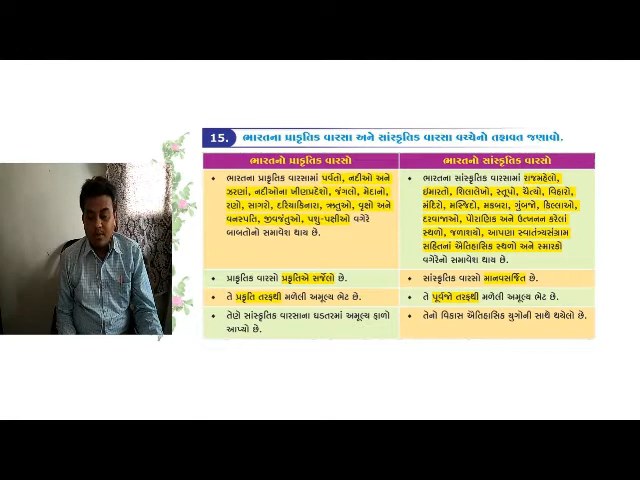 15. ભારતના પ્રાકૃતિક વારસા અને સાંસ્કૃતિક વારસા વચ્ચેનો તફાવત જણાવો.
ભારતનો પ્રાકૃતિક વારસો
• ભારતના પ્રાકૃતિક વારસામાં પર્વતો, નદીઓ અને
ઝરણાં, નદીઓના ખીણપ્રદેશો, જંગલો, મેદાનો,
રણો, સાગરો, દરિયાકિનારા, ઋતુઓ, વૃક્ષો અને
વનસ્પતિ, જીવજંતુઓ, પશુ-પક્ષીઓ વગેરે
બાબતોનો સમાવેશ થાય છે.
• પ્રાકૃતિક વારસો પ્રકૃતિએ સર્જેલો છે.
• તે પ્રકૃતિ તરફથી મળેલી અમૂલ્ય ભેટ છે.
• તેણે સાંસ્કૃતિક વારસાના ઘડતરમાં અમૂલ્ય ફાળો
આપ્યો છે.
ભારતનો સાંસ્કૃતિક વારસો
• ભારતના સાંસ્કૃતિક વારસામાં રાજમહેલો,
ઇમારતો, શિલાલેખો, સ્તૂપો, ચૈત્યો, વિહારો,
મંદિરો, મસ્જિદો, મકબરા, ગુંબજો, કિલ્લાઓ,
દરવાજાઓ, પૌરાણિક અને ઉત્ખનન કરેલાં
સ્થળો, જળાશયો, આપણા સ્વાતંત્ર્યસંગ્રામ
સહિતનાં ઐતિહાસિક સ્થળો અને સ્મારકો
વગેરેનો સમાવેશ થાય છે.
• સાંસ્કૃતિક વારસો માનવસર્જિત છે.
• તે પૂર્વજો તરફથી મળેલી અમૂલ્ય ભેટ છે.
• તેનો વિકાસ ઐતિહાસિક યુગોની સાથે થયેલો છે.